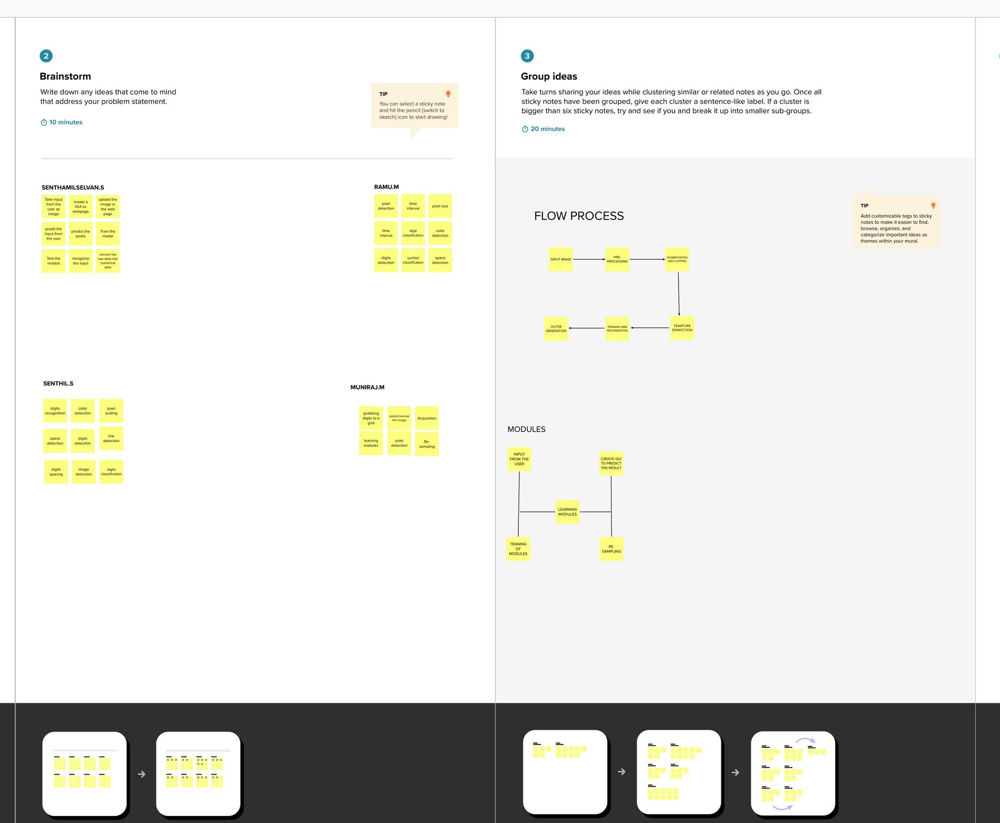 2
Brainstorm
Write down any ideas that come to mind
that address your problem statement.
10 minutes
TIP
You can select a sticky note
and hit the pencil [switch to
sketch] icon to start drawing!
SENTHAMILSELVAN.S
Take input
from the
user as
image
create a
GUI as
webpage
upload the
image in
the web
page
predit the
input from
the user
predict the
pixels
Train the
model
Test the
models
recognise
the input
convert the
raw data into
numerical
data
RAMU.M
pixel
detection
time
interval
pixel size
time
interval
digit
classification
color
detection
digits
detection
symbol
classification
space
detection
SENTHIL.S
digits
recoginition
color
detection
pixel
scaling
space
detection
digits
detection
line
detection
digits
spacing
image
detection
digits
classification
MUNIRAJ.M
grabbing
digits to a
grid
predict/semse
the image
Acquisition
learning
modules
pixel
detection
Re-
sampling
3
Group ideas
Take turns sharing your ideas while clustering similar or related notes as you go. Once all
sticky notes have been grouped, give each cluster a sentence-like label. If a cluster is
bigger than six sticky notes, try and see if you and break it up into smaller sub-groups.
20 minutes
TIP
Add customizable tags to sticky
notes to make it easier to find,
browse, organize, and
categorize important ideas as
themes within your mural.
FLOW PROCESS
INPUT IMAGE
PRE-
PROCESSING
SEGMENTATION
AND CLIPPING
OUTER
GENERATION
TRANING AND
RECOGINITION
FEARTURE
EXRATCTION
MODULES
INPUT
FROM THE
USER
CREATE GUI
TO PREDICT
THE RESULT
LEARNING
MODULES
TRANING
OF
MODULES
RE-
SAMPLING